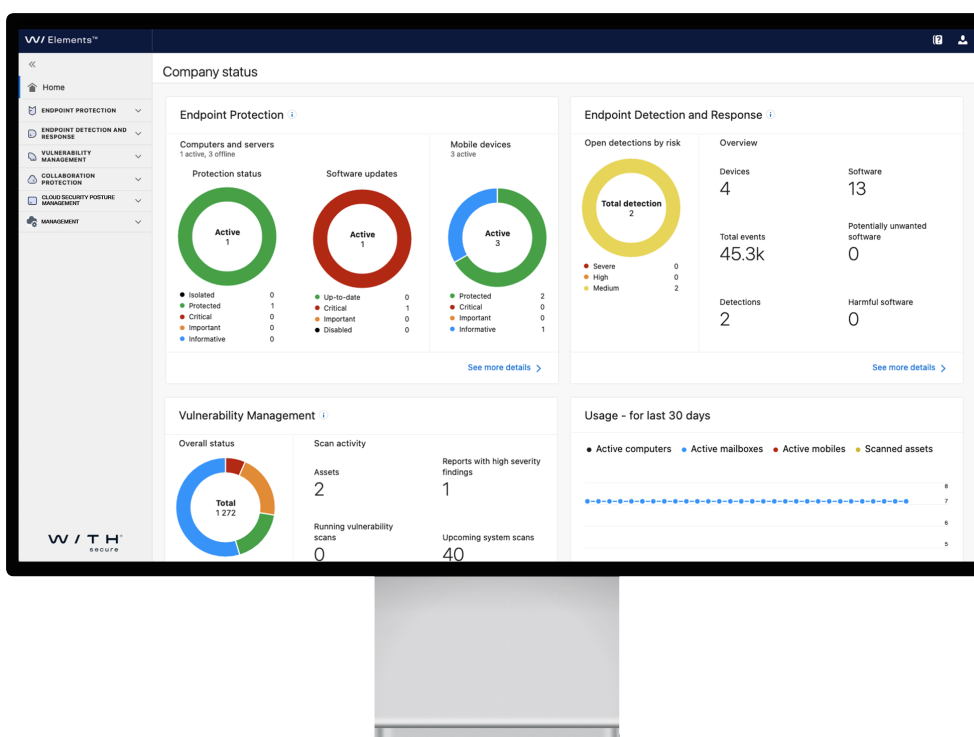 W/ Elements™
Company status
Home
ENDPOINT PROTECTION
ENDPOINT DETECTION AND
RESPONSE
VULNERABILITY
MANAGEMENT
COLLABORATION
PROTECTION
CLOUD SECURITY POSTURE
MANAGEMENT
MANAGEMENT
W / T H
secure
Endpoint Protection
Computers and servers
1 active, 3 offline
Protection status
Active
1
Isolated 0
Protected 1
Critical 0
Important 0
Informative 0
Software updates
Active
1
Up-to-date 0
Critical 1
Important 0
Disabled 0
Mobile devices
3 active
Active
3
Protected 2
Critical 0
Important 0
Informative 1
See more details
Endpoint Detection and Response
Open detections by risk
Total detection
2
Severe 0
High 0
Medium 2
Overview
Devices
4
Software
13
Total events
45.3k
Potentially unwanted
software
0
Detections
2
Harmful software
0
See more details
Vulnerability Management
Overall status
Total
1 272
Scan activity
Assets
2
Reports with high severity
findings
1
Running vulnerability
scans
0
Upcoming system scans
40
Usage - for last 30 days
Active computers Active mailboxes Active mobiles Scanned assets
8
7
6
5